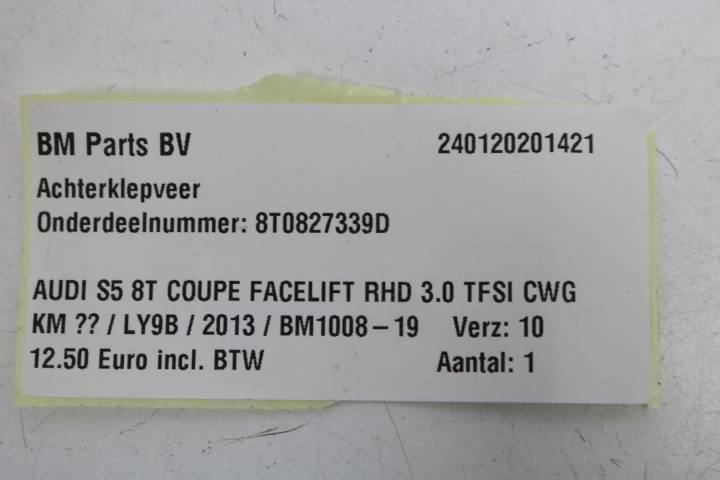 BM Parts BV 240120201421
Achterklepveer
Onderdeelnummer: 8T0827339D
AUDI S5 8T COUPE FACELIFT RHD 3.0 TFSI CWG
KM ?? / LY9B / 2013 / BM1008-19 Verz: 10
12.50 Euro incl. BTW Aantal: 1